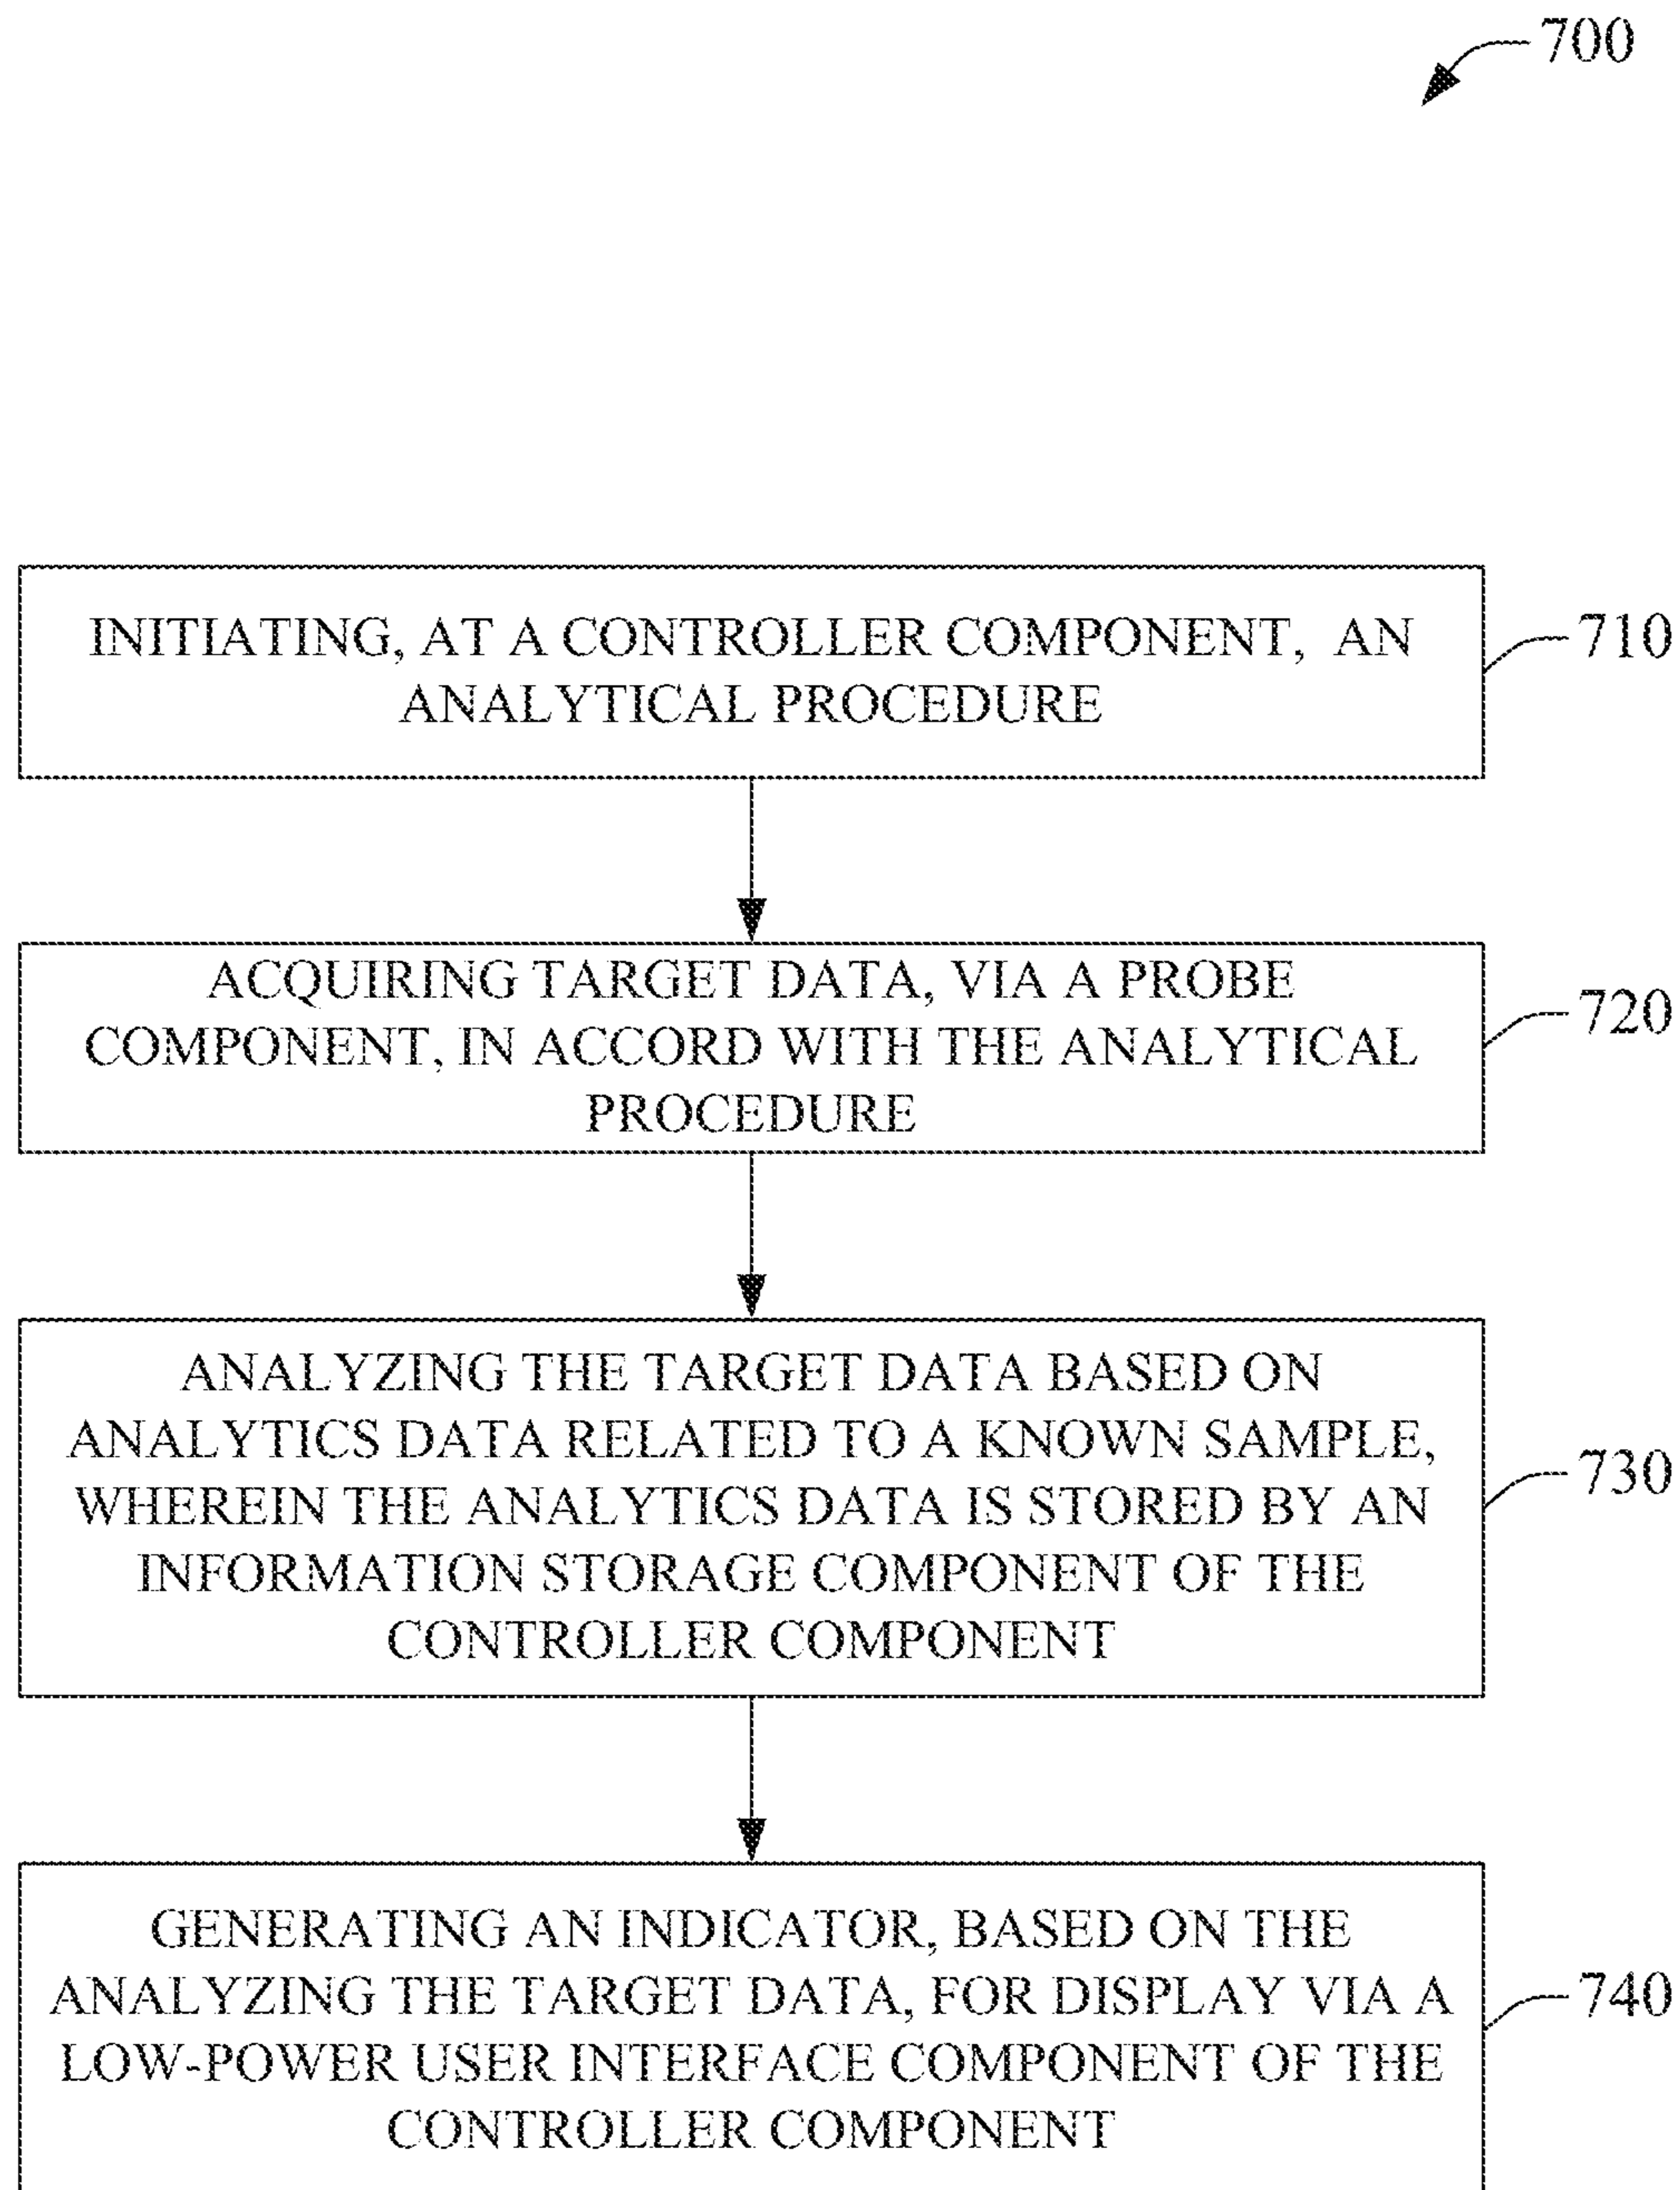 700
INITIATING, AT A CONTROLLER COMPONENT, AN
ANALYTICAL PROCEDURE
710
ACQUIRING TARGET DATA, VIA A PROBE
COMPONENT, IN ACCORD WITH THE ANALYTICAL
PROCEDURE
720
ANALYZING THE TARGET DATA BASED ON
ANALYTICS DATA RELATED TO A KNOWN SAMPLE,
WHEREIN THE ANALYTICS DATA IS STORED BY AN
INFORMATION STORAGE COMPONENT OF THE
CONTROLLER COMPONENT
730
GENERATING AN INDICATOR, BASED ON THE
ANALYZING THE TARGET DATA, FOR DISPLAY VIA A
LOW-POWER USER INTERFACE COMPONENT OF THE
CONTROLLER COMPONENT
740